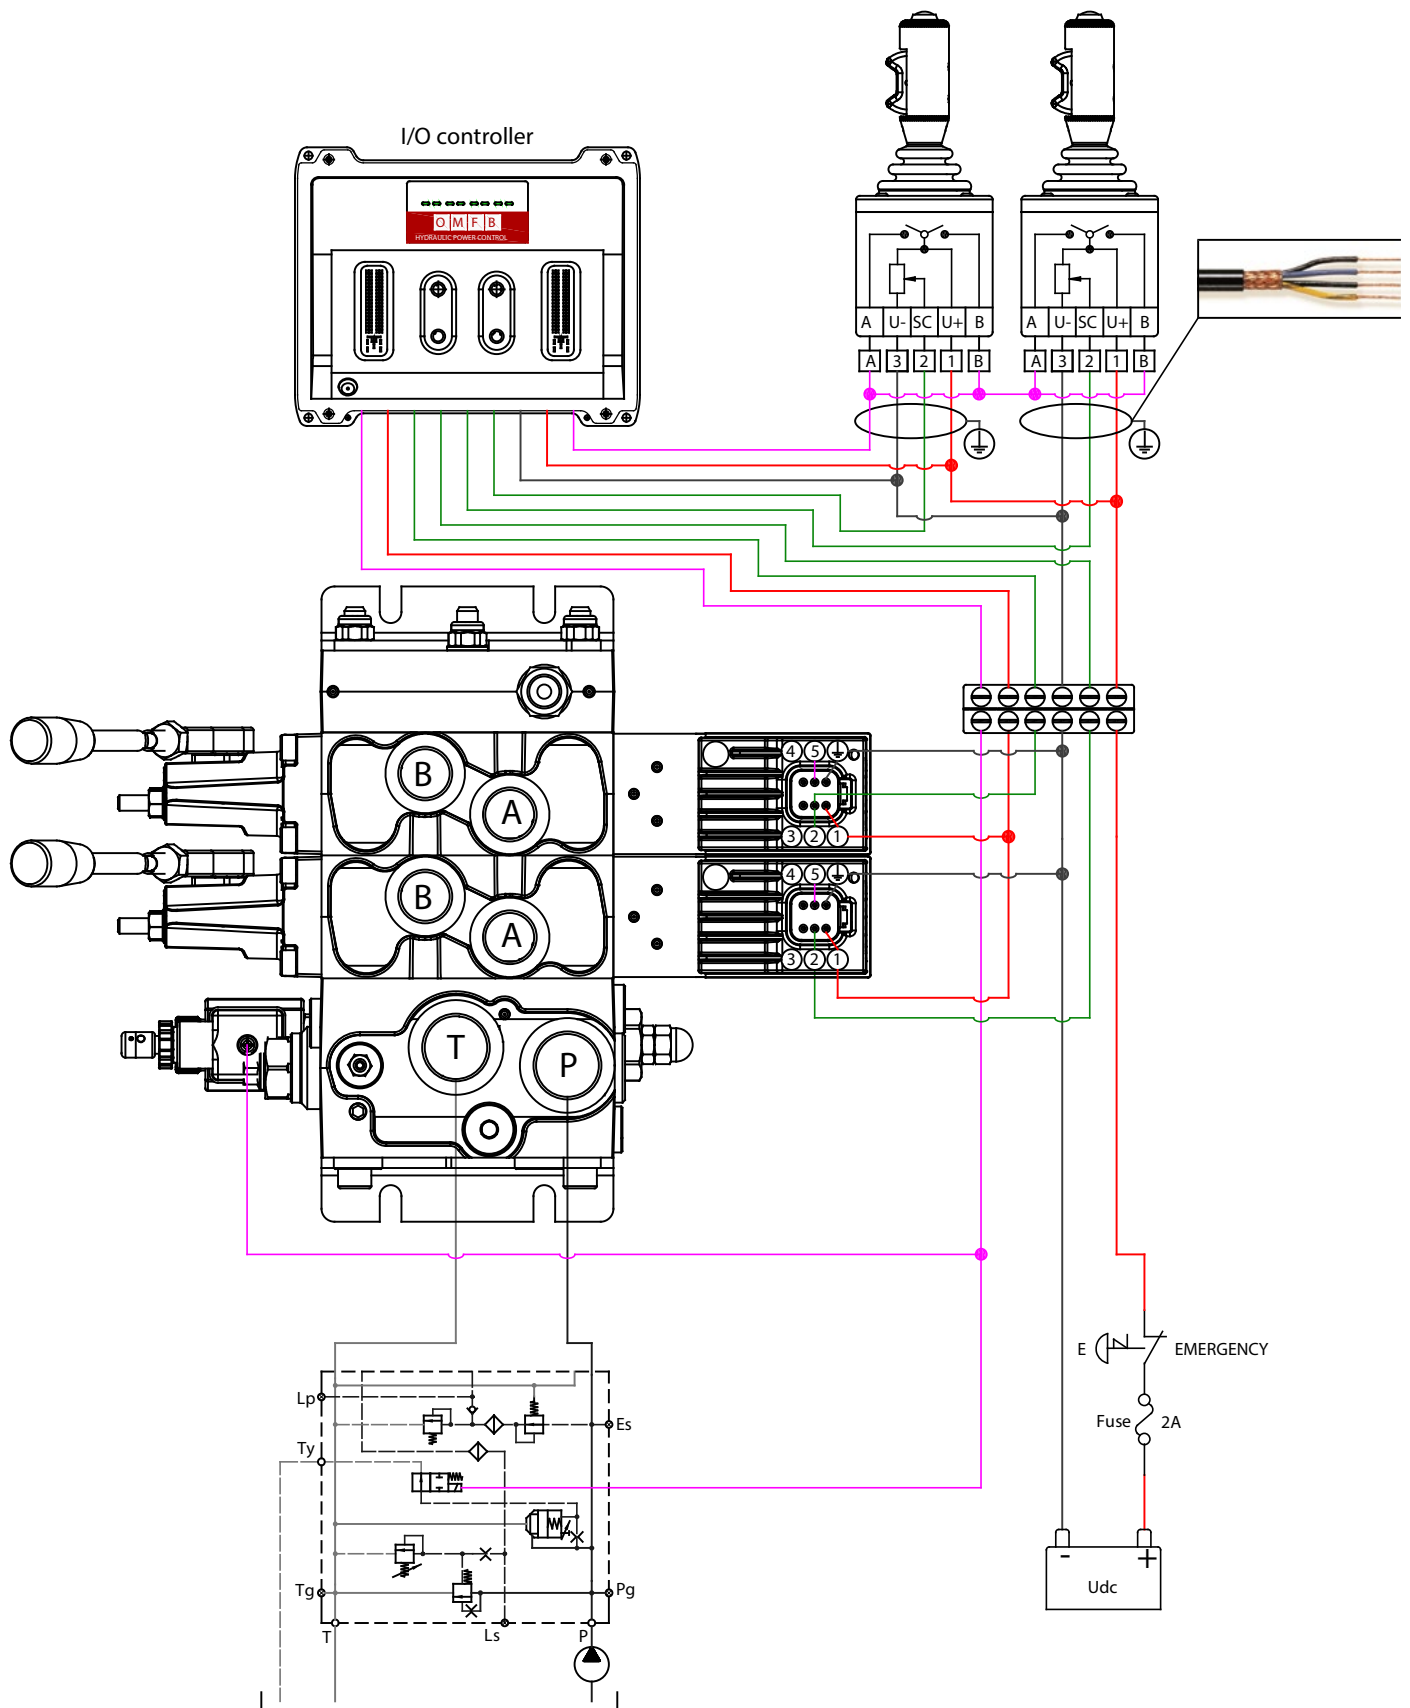 I/O controller
O M F B
HYDRAULIC POWER CONTROL
A U- SC U+ B
A U- SC U+ B
A 3 2 1 B
A 3 2 1 B
4 5
B
A
3 2 1
4 5
B
A
3 2 1
T
P
E EMERGENCY
Lp
Es
Fuse 2A
Ty
- +
Udc
Tg
Pg
T
Ls
P